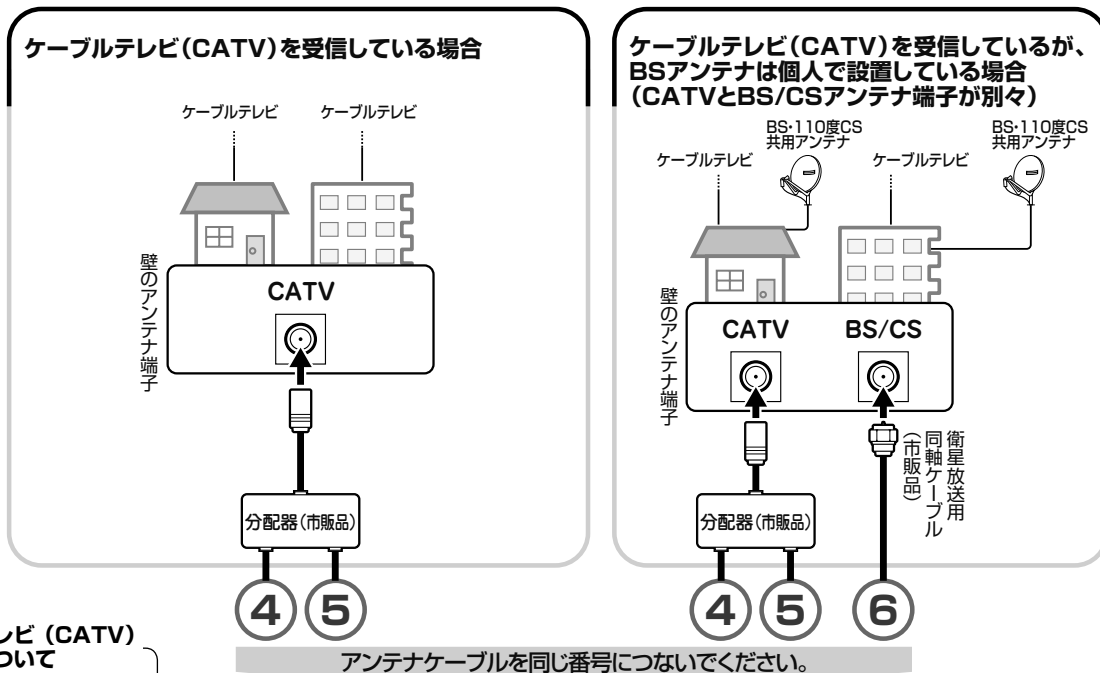 ケーブルテレビ(CATV)を受信している場合
ケーブルテレビ
ケーブルテレビ
壁のアンテナ端子
CATV
分配器(市販品)
4
5
ケーブルテレビ(CATV)を受信しているが、
BSアンテナは個人で設置している場合
(CATVとBS/CSアンテナ端子が別々)
BS・110度CS
共用アンテナ
BS・110度CS
共用アンテナ
ケーブルテレビ
ケーブルテレビ
壁のアンテナ端子
CATV
BS/CS
衛星放送用
同軸ケーブル
(市販品)
分配器(市販品)
4
5
6
レビ(CATV)
ついて
アンテナケーブルを同じ番号につないでください。